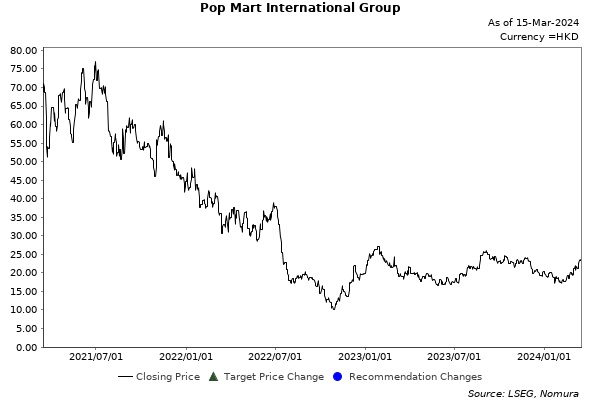 Pop Mart International Group
As of 15-Mar-2024
Currency =HKD
80.00
75.00
70.00
65.00
60.00
55.00
50.00
45.00
40.00
35.00
30.00
25.00
20.00
15.00
10.00
5.00
0.00
2021/07/01 2022/01/01 2022/07/01 2023/01/01 2023/07/01 2024/01/01
Closing Price Target Price Change Recommendation Changes
Source: LSEG, Nomura